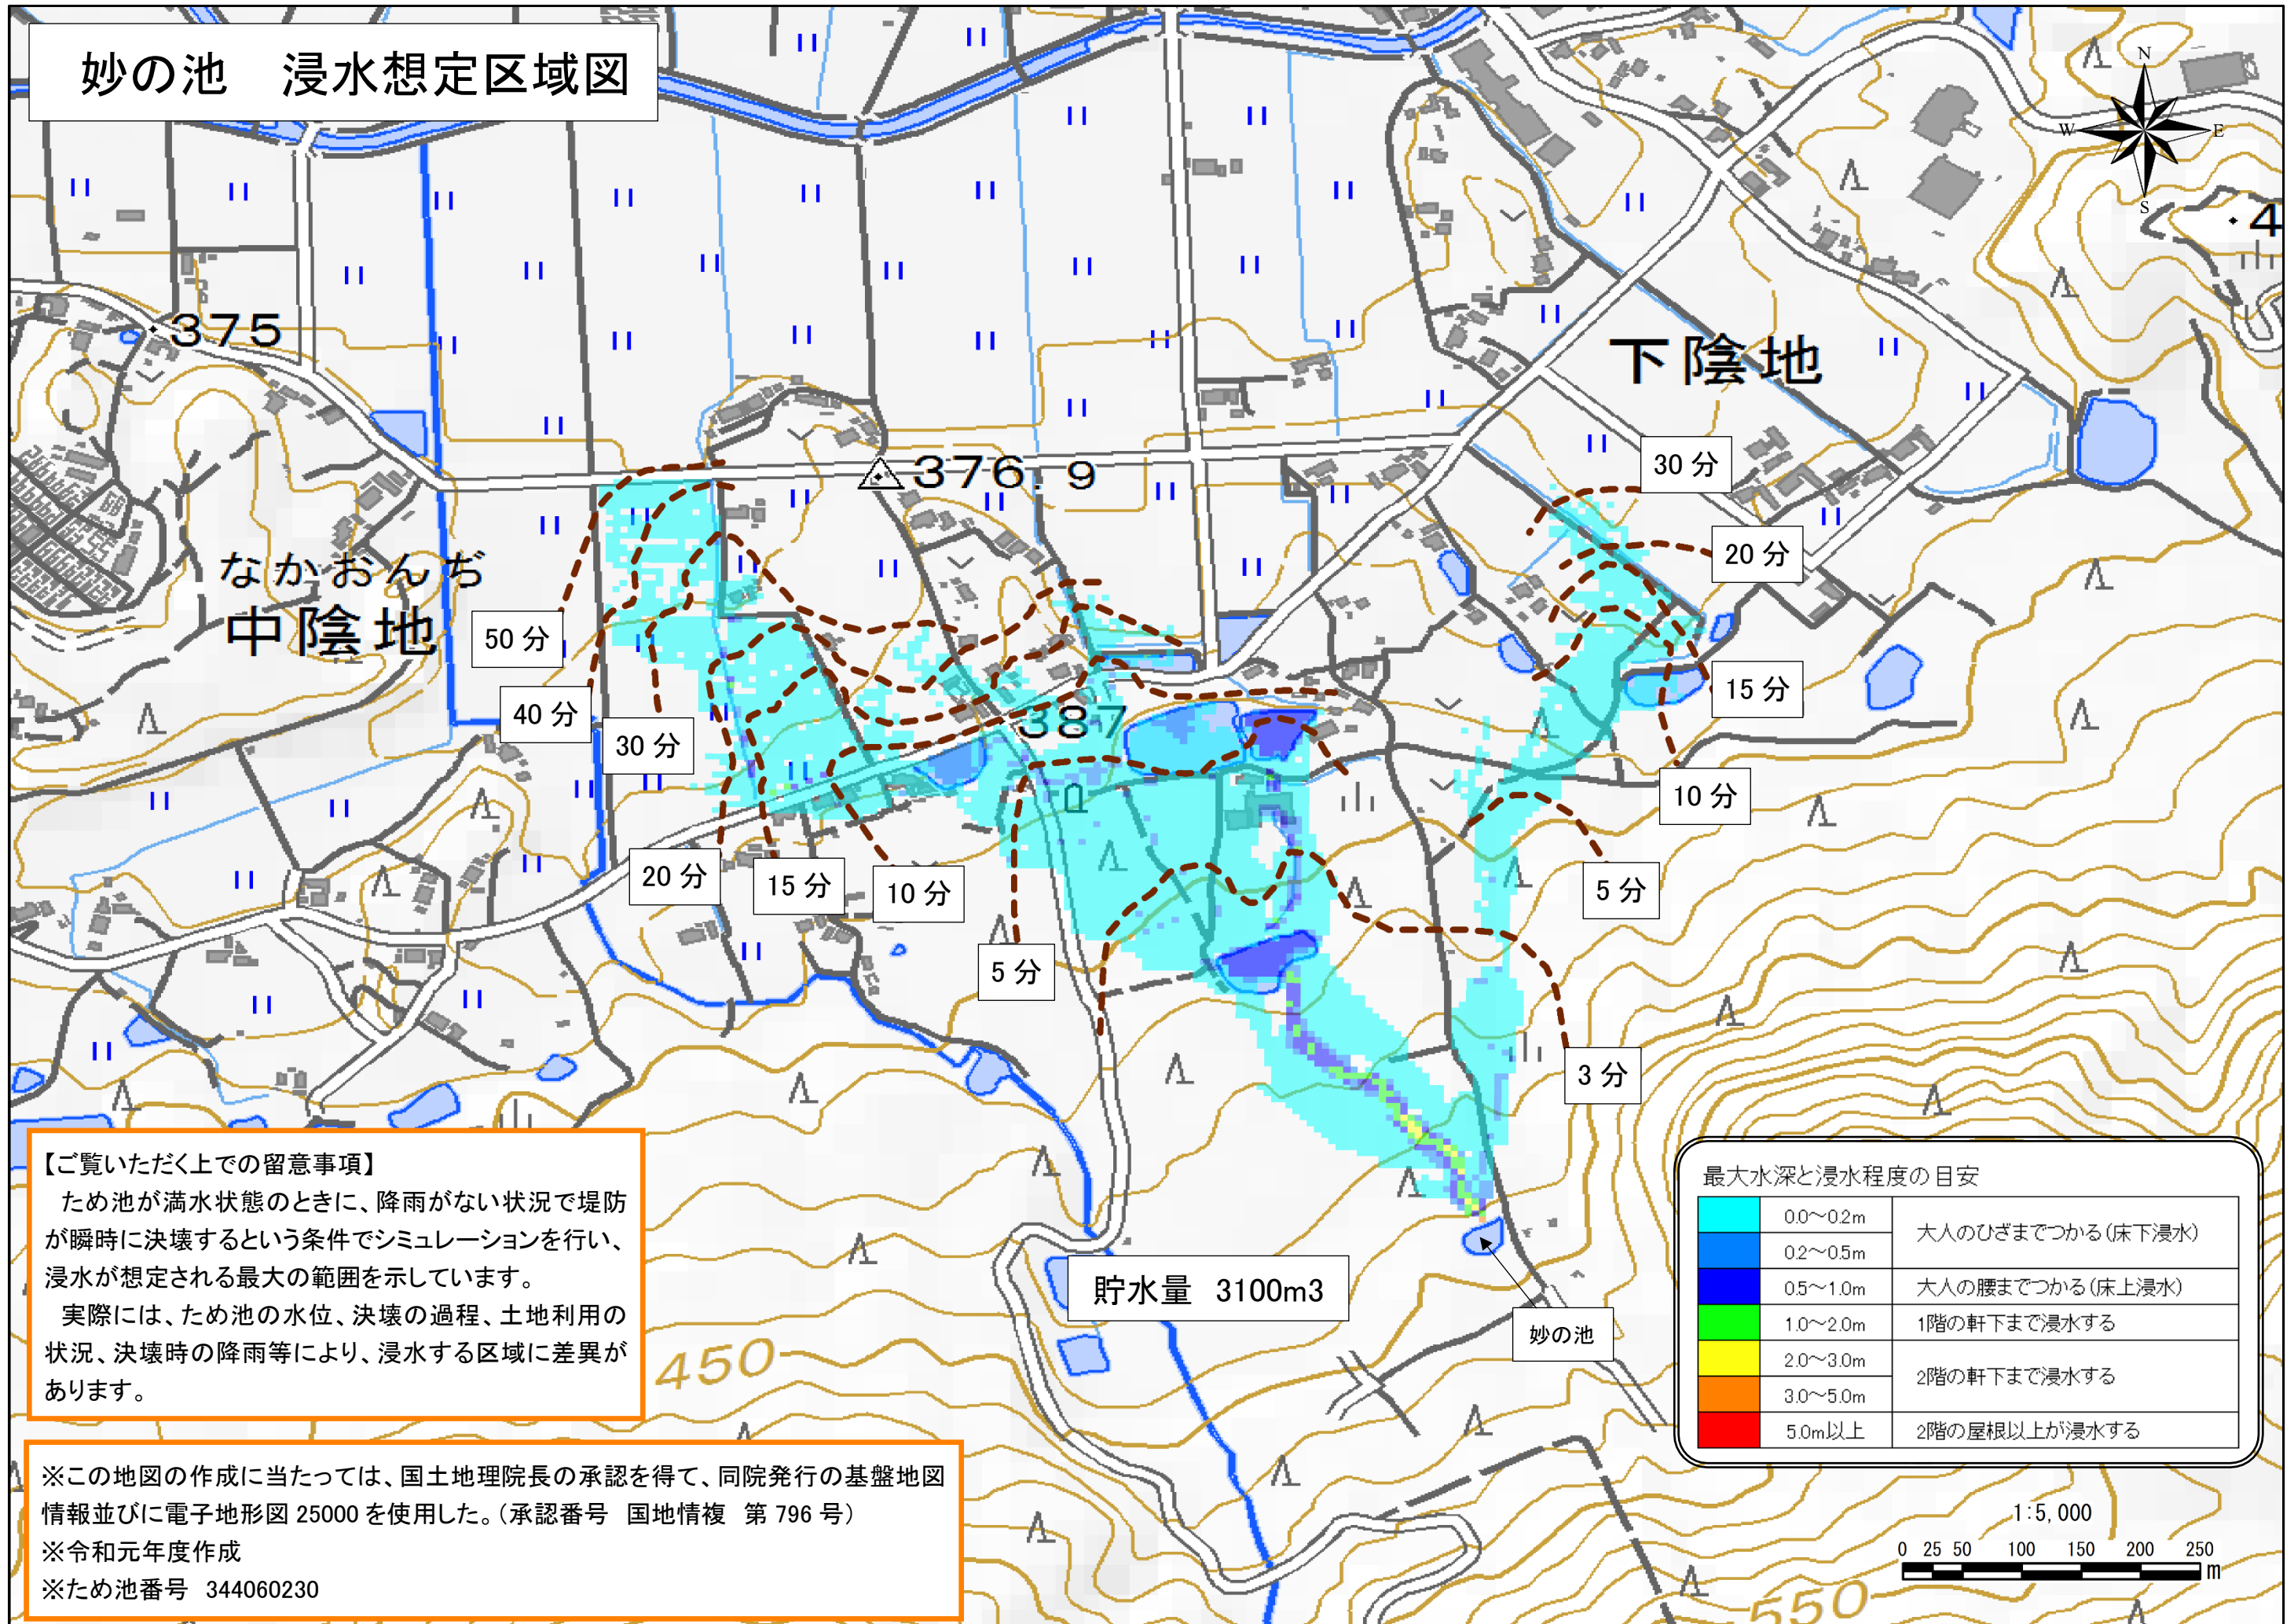 妙の池　浸水想定区域図
N
W
E
S
4
375
下陰地
30 分
376.9
20 分
なかおんぢ
中陰地
50 分
15 分
40 分
387
30 分
10 分
20 分
15 分
10 分
5 分
5 分
3 分
【ご覧いただく上での留意事項】
ため池が満水状態のときに、降雨がない状況で堤防
が瞬時に決壊するという条件でシミュレーションを行い、
浸水が想定される最大の範囲を示しています。
実際には、ため池の水位、決壊の過程、土地利用の
状況、決壊時の降雨等により、浸水する区域に差異が
あります。
最大水深と浸水程度の目安
0.0～0.2m
大人のひざまでつかる(床下浸水)
0.2～0.5m
0.5～1.0m 大人の腰までつかる(床上浸水)
1.0～2.0m 1階の軒下まで浸水する
2.0～3.0m
2階の軒下まで浸水する
3.0～5.0m
5.0m以上 2階の屋根以上が浸水する
貯水量　3100m3
妙の池
450
※この地図の作成に当たっては、国土地理院長の承認を得て、同院発行の基盤地図
情報並びに電子地形図 25000 を使用した。（承認番号　国地情複　第 796 号）
※令和元年度作成
※ため池番号　344060230
1:5,000
0 25 50 100 150 200 250
m
550